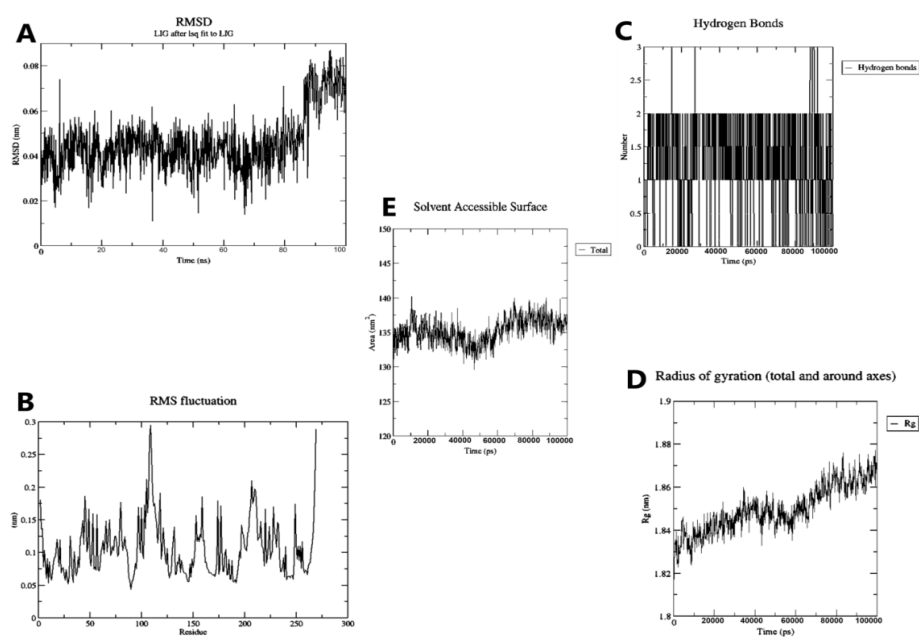 A
RMSD
LIG after lsq fit to LIG
0.08
0.06
0.04
0.02
0
RMSD (nm)
0
20
40
60
80
100
Time (ns)
B
RMS fluctuation
0.3
0.25
0.2
0.15
0.1
0.05
0
(nm)
0
50
100
150
200
250
300
Residue
E
Solvent Accessible Surface
150
145
140
135
130
125
120
Area (nm²)
0
20000
40000
60000
80000
100000
Time (ps)
Total
C
Hydrogen Bonds
3
2.5
2
1.5
1
0.5
0
Number
0
20000
40000
60000
80000
100000
Time (ps)
Hydrogen bonds
D
Radius of gyration (total and around axes)
1.9
1.88
1.86
1.84
1.82
1.8
Rg (nm)
0
20000
40000
60000
80000
100000
Time (ps)
Rg